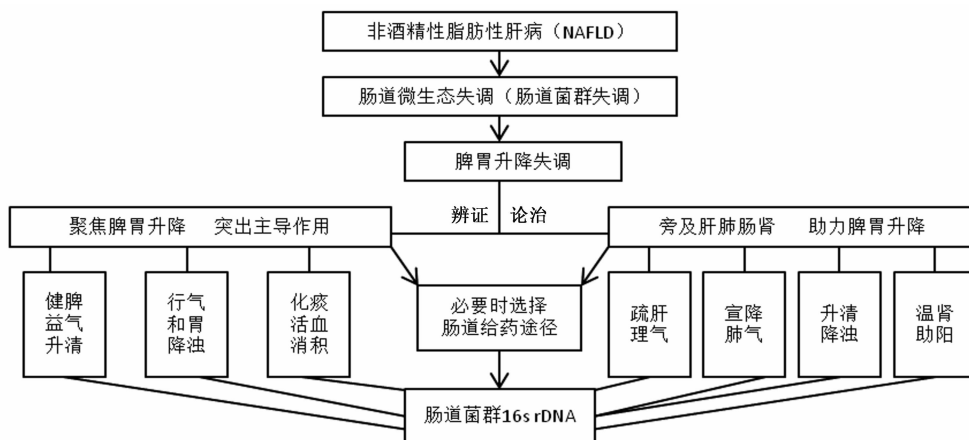 非酒精性脂肪性肝病（NAFLD）
肠道微生态失调（肠道菌群失调）
脾胃升降失调
辨证 论治
聚焦脾胃升降 突出主导作用
旁及肝肺肠肾 助力脾胃升降
健脾
益气
升清
行气
和胃
降浊
化痰
活血
消积
必要时选择
肠道给药途径
疏肝
理气
宣降
肺气
升清
降浊
温肾
助阳
肠道菌群16s rDNA